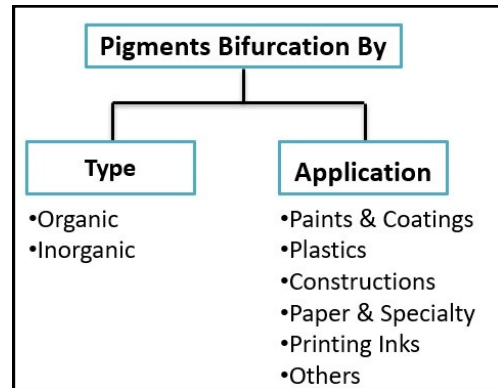 Pigments Bifurcation By
Type
•Organic
•Inorganic
Application
•Paints & Coatings
•Plastics
•Constructions
•Paper & Specialty
•Printing Inks
•Others